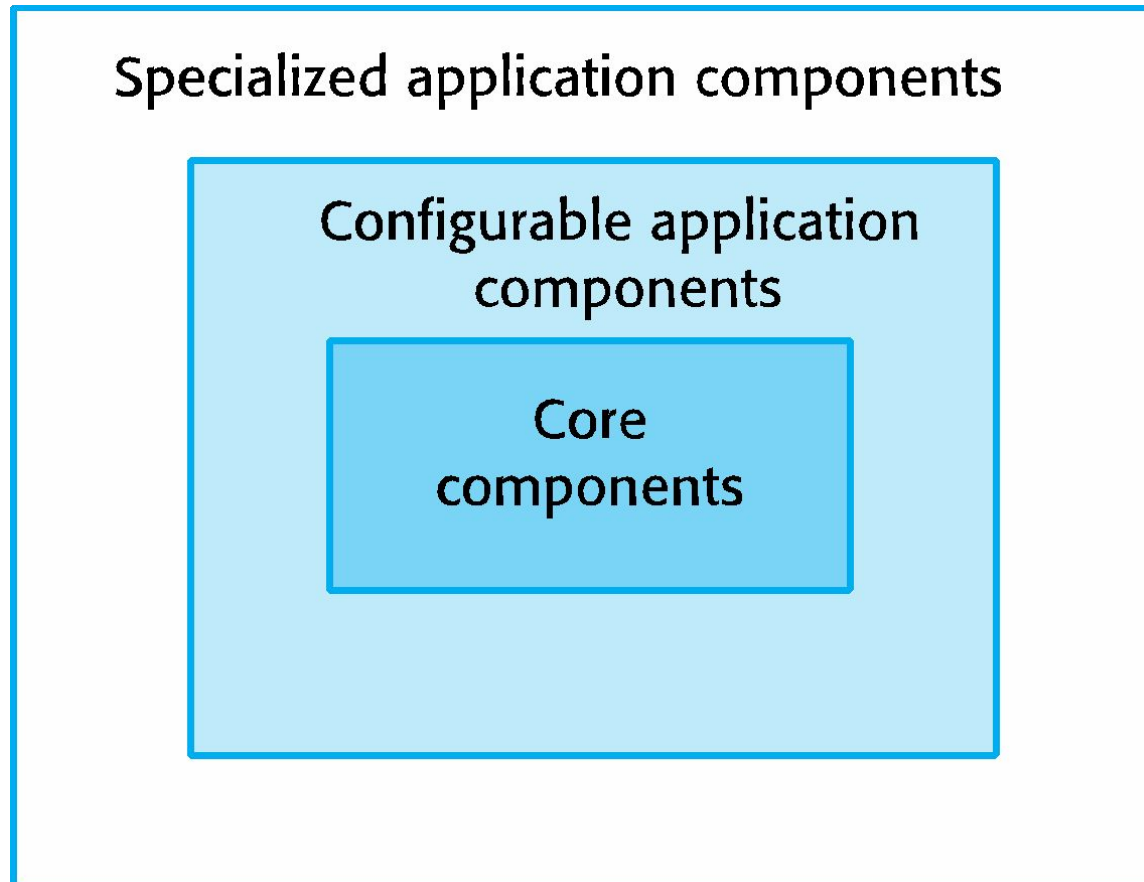 Specialized application components
Configurable application
components
Core
components